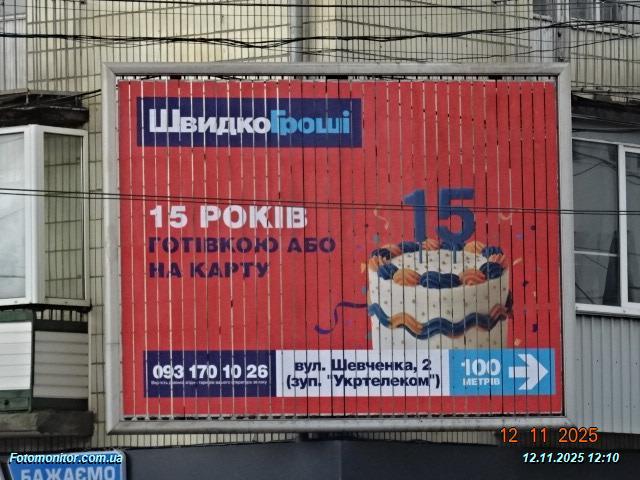 ШвидкоГроші
15 РОКІВ
ГОТІВКОЮ АБО
НА КАРТУ
15
093 170 10 26
вул. Шевченка, 2
(зуп. "Укртелеком")
100
МЕТРІВ
12 11 2025
Fotomonitor.com.ua
12.11.2025 12:10
БАЖАЄМО